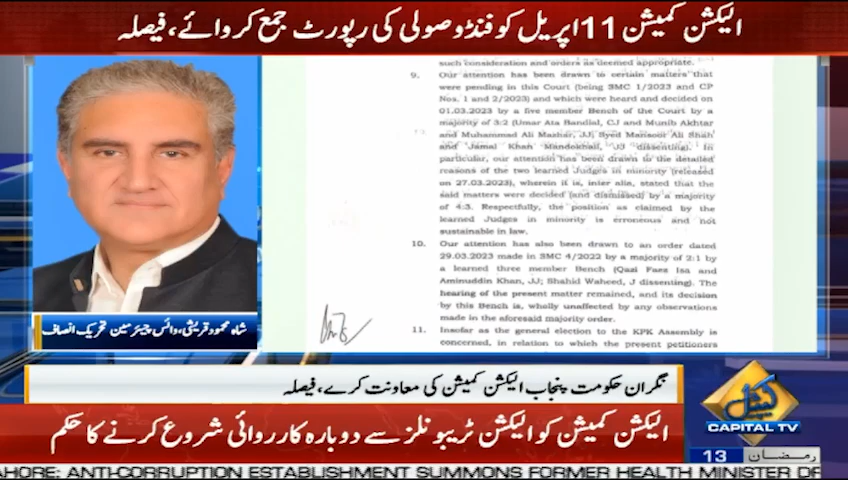 الیکشن کمیشن 11 اپریل کو فنڈ وصولی کی رپورٹ جمع کروائے، فیصلہ
such consideration and orders as deemed appropriate.
9. Our attention has been drawn to certain matters that
were pending in this Court (being SMC 1/2023 and CP
Nos. 1 and 2/2023) and which were heard and decided on
01.03.2023 by a five member Bench of the Court by a
majority of 3:2 (Umar Ata Bandial, CJ and Munib Akhtar
and Muhammad Ali Mazhar, JJ; Syed Mansoor Ali Shah
and Jamal Khan Mandokhail, JJ dissenting). In
particular, our attention has been drawn to the detailed
reasons of the two learned Judges in minority (released
on 27.03.2023), wherein it is, inter alia, stated that the
said matters were decided (and dismissed) by a majority
of 4:3. Respectfully, the position as claimed by the
learned Judges in minority is erroneous and not
sustainable in law.
10. Our attention has also been drawn to an order dated
29.03.2023 made in SMC 4/2022 by a majority of 2:1 by
a learned three member Bench (Qazi Faez Isa and
Aminuddin Khan, JJ; Shahid Waheed, J dissenting). The
hearing of the present matter remained, and its decision
by this Bench is, wholly unaffected by any observations
made in the aforesaid majority order.
11. Insofar as the general election to the KPK Assembly is
concerned, in relation to which the present petitioners
شاہ محمود قریشی، وائس چیئرمین تحریک انصاف
نگران حکومت پنجاب الیکشن کمیشن کی معاونت کرے، فیصلہ
الیکشن کمیشن کو الیکشن ٹریبونلز سے دوبارہ کارروائی شروع کرنے کا حکم
کیپیٹل
CAPITAL TV
13 رمضان
AHORE: ANTI-CORRUPTION ESTABLISHMENT SUMMONS FORMER HEALTH MINISTER DR